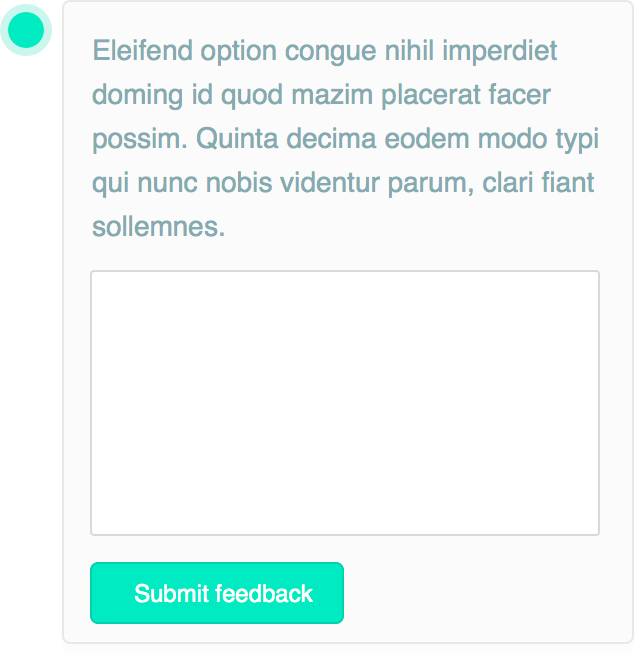 Eleifend option congue nihil imperdiet
doming id quod mazim placerat facer
possim. Quinta decima eodem modo typi
qui nunc nobis videntur parum, clari fiant
sollemnes.
Submit feedback